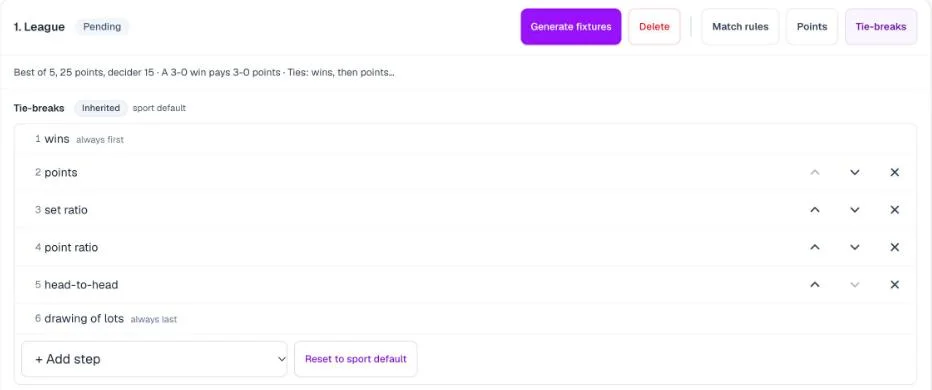 1. League Pending Generate fixtures Delete Match rules Points Tie-breaks
Best of 5, 25 points, decider 15 · A 3-0 win pays 3-0 points · Ties: wins, then points...
Tie-breaks Inherited sport default
1 wins always first
2 points
3 set ratio
4 point ratio
5 head-to-head
6 drawing of lots always last
+ Add step Reset to sport default